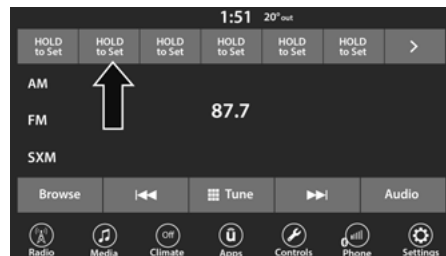 1:51 20° out
HOLD to Set HOLD to Set HOLD to Set HOLD to Set HOLD to Set HOLD to Set
AM
87.7
FM
SXM
Browse Tune Audio
Off
Radio Media Climate Apps Controls Phone Settings